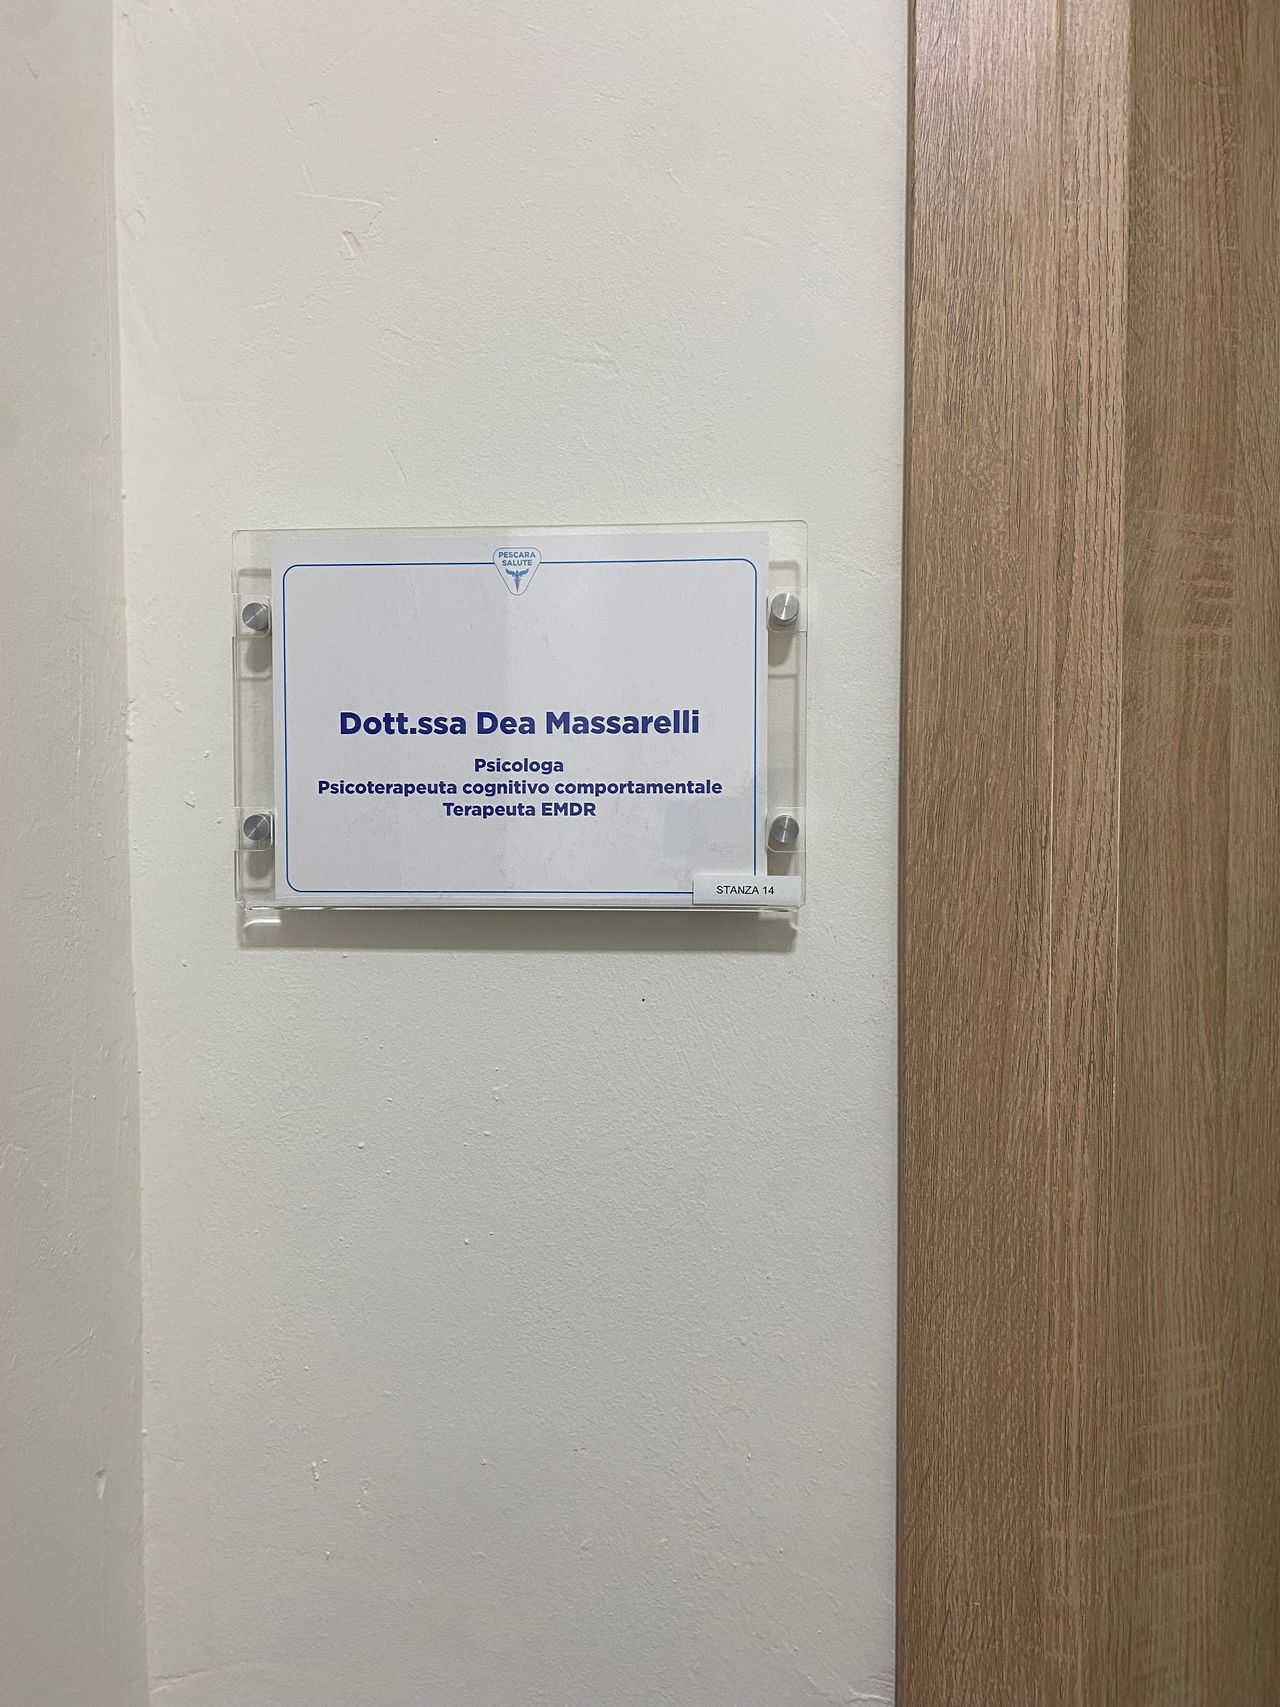 PESCARA
SALUTE
Dott.ssa Dea Massarelli
Psicologa
Psicoterapeuta cognitivo comportamentale
Terapeuta EMDR
STANZA 14